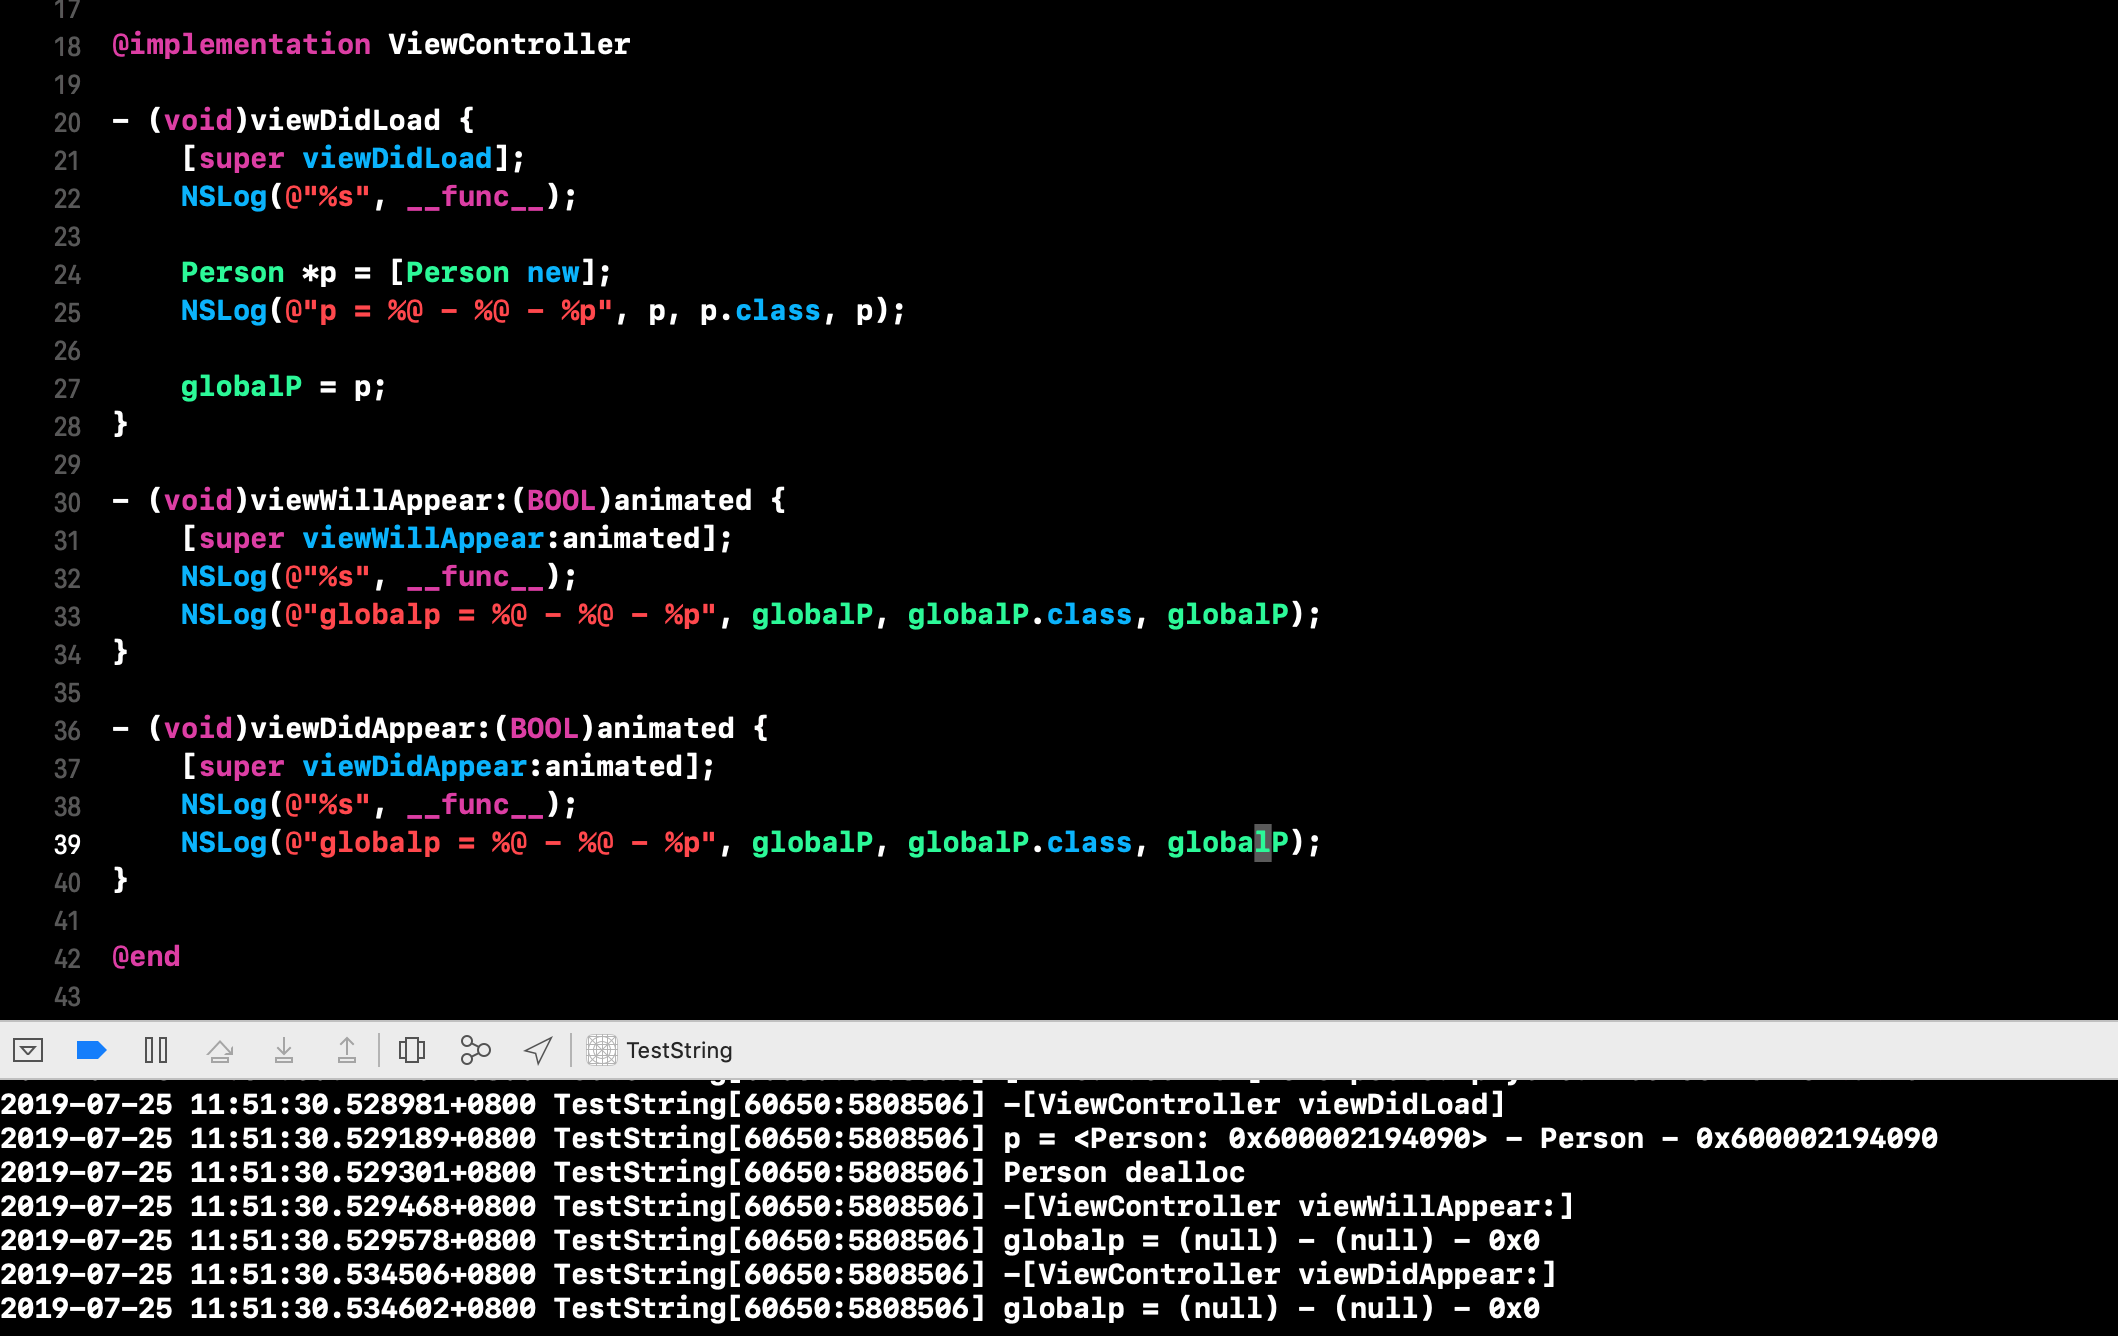 17
18 @implementation ViewController
19
20 - (void)viewDidLoad {
21 [super viewDidLoad];
22 NSLog(@"%s", __func__);
23
24 Person *p = [Person new];
25 NSLog(@"p = %@ - %@ - %p", p, p.class, p);
26
27 globalP = p;
28 }
29
30 - (void)viewWillAppear:(BOOL)animated {
31 [super viewWillAppear:animated];
32 NSLog(@"%s", __func__);
33 NSLog(@"globalp = %@ - %@ - %p", globalP, globalP.class, globalP);
34 }
35
36 - (void)viewDidAppear:(BOOL)animated {
37 [super viewDidAppear:animated];
38 NSLog(@"%s", __func__);
39 NSLog(@"globalp = %@ - %@ - %p", globalP, globalP.class, globalP);
40 }
41
42 @end
43
TestString
2019-07-25 11:51:30.528981+0800 TestString[60650:5808506] -[ViewController viewDidLoad]
2019-07-25 11:51:30.529189+0800 TestString[60650:5808506] p = <Person: 0x600002194090> - Person - 0x600002194090
2019-07-25 11:51:30.529301+0800 TestString[60650:5808506] Person dealloc
2019-07-25 11:51:30.529468+0800 TestString[60650:5808506] -[ViewController viewWillAppear:]
2019-07-25 11:51:30.529578+0800 TestString[60650:5808506] globalp = (null) - (null) - 0x0
2019-07-25 11:51:30.534506+0800 TestString[60650:5808506] -[ViewController viewDidAppear:]
2019-07-25 11:51:30.534602+0800 TestString[60650:5808506] globalp = (null) - (null) - 0x0